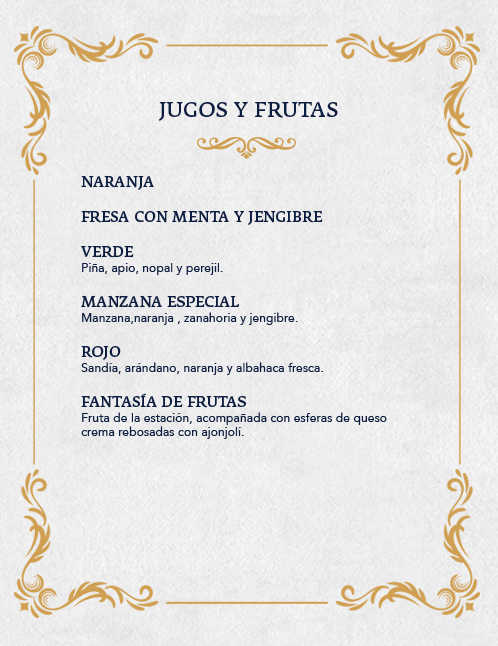 JUGOS Y FRUTAS
NARANJA
FRESA CON MENTA Y JENGIBRE
VERDE
Piña, apio, nopal y perejil.
MANZANA ESPECIAL
Manzana,naranja , zanahoria y jengibre.
ROJO
Sandía, arándano, naranja y albahaca fresca.
FANTASÍA DE FRUTAS
Fruta de la estación, acompañada con esferas de queso
crema rebosadas con ajonjolí.